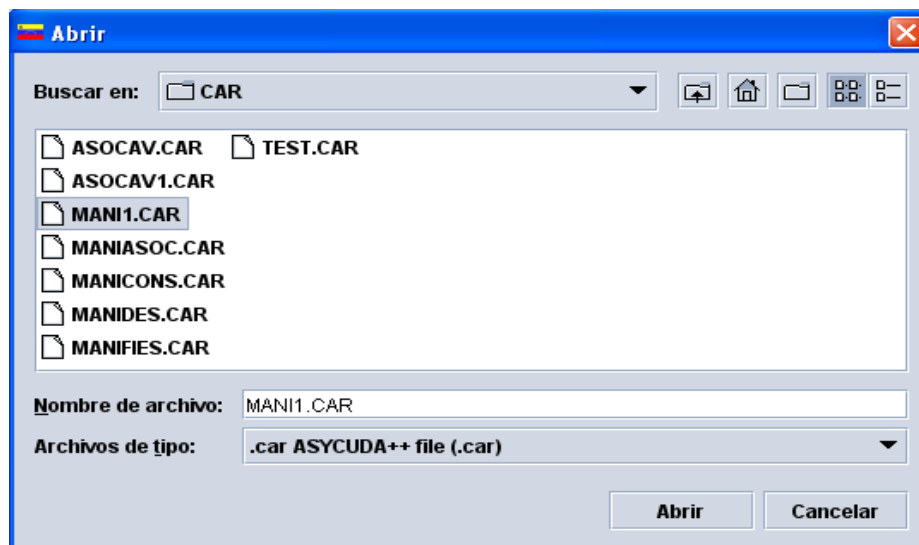 Abrir
Buscar en: CAR
ASOCAV.CAR TEST.CAR
ASOCAV1.CAR
MANI1.CAR
MANIASOC.CAR
MANICONS.CAR
MANIDES.CAR
MANIFIES.CAR
Nombre de archivo: MANI1.CAR
Archivos de tipo: .car ASYCUDA++ file (.car)
Abrir Cancelar